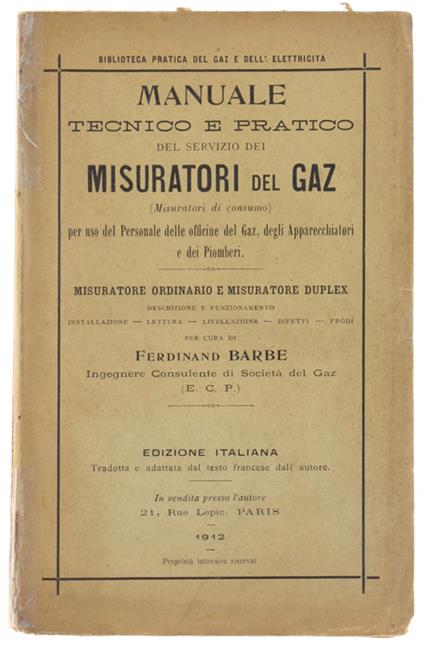 BIBLIOTECA PRATICA DEL GAZ E DELL'. ELETTRICITA
MANUALE
TECNICO E PRATICO
DEL SERVIZIO DEI
MISURATORI DEL GAZ
(Misuratori di consumo)
per uso del Personale delle officine del Gaz, degli Apparecchiatori
e dei Piomberi.
MISURATORE ORDINARIO E MISURATORE DUPLEX
DESCRIZIONE E FUNZIONAMENTO
INSTALLAZIONE — LETTURA — LIVELLAZIONE — DIFETTI — FRODI
PER CURA DI
FERDINAND BARBE
Ingegnere Consulente di Società del Gaz
(E. C. P.)
EDIZIONE ITALIANA
Tradotta e adattata dal testo francese dall' autore.
In vendita presso l'autore
21, Rue Lepic, PARIS
1912
Proprietà letteraria riservat